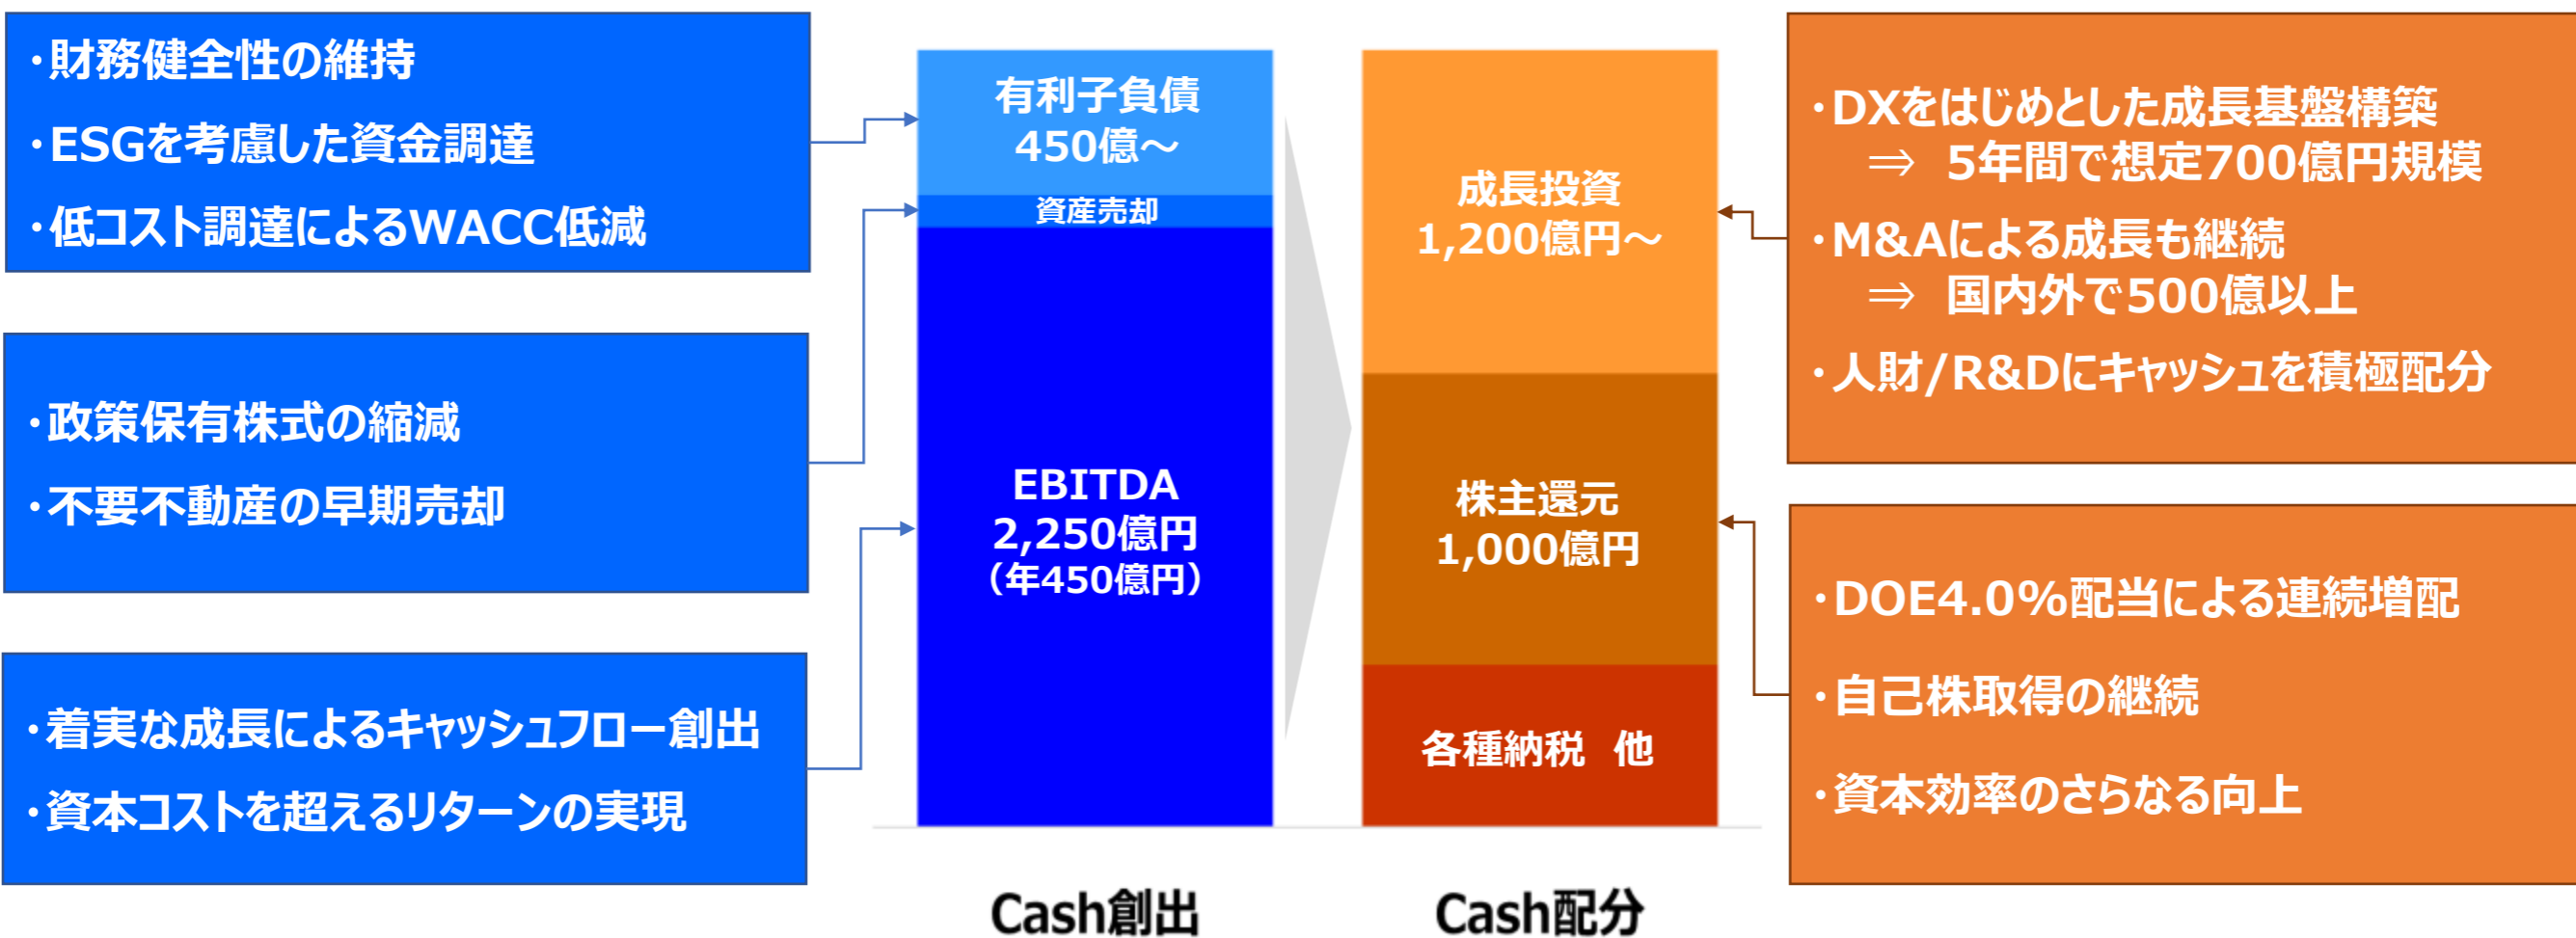 ・財務健全性の維持
・ESGを考慮した資金調達
・低コスト調達によるWACC低減
・政策保有株式の縮減
・不要不動産の早期売却
・着実な成長によるキャッシュフロー創出
・資本コストを超えるリターンの実現
有利子負債
450億～
資産売却
EBITDA
2,250億円
（年450億円）
Cash創出
成長投資
1,200億円～
株主還元
1,000億円
各種納税　他
Cash配分
・DXをはじめとした成長基盤構築
⇒　5年間で想定700億円規模
・M&Aによる成長も継続
⇒　国内外で500億以上
・人財/R&Dにキャッシュを積極配分
・DOE4.0%配当による連続増配
・自己株取得の継続
・資本効率のさらなる向上